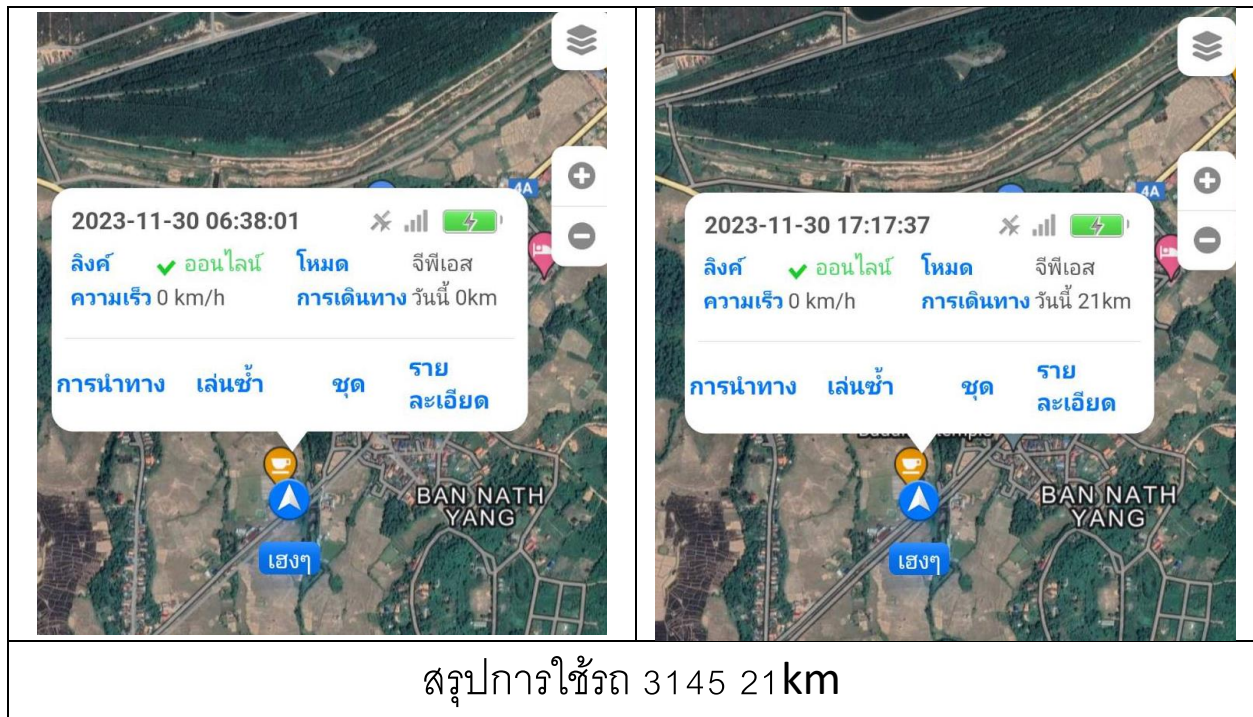 4A
2023-11-30 06:38:01
ลิงค์ ออนไลน์ โหมด จีพีเอส
ความเร็ว 0 km/h การเดินทาง วันนี้ 0km
การนำทาง เล่นซ้ำ ชุด ราย
ละเอียด
BAN NATH
YANG
เฮงๆ
4A
2023-11-30 17:17:37
ลิงค์ ออนไลน์ โหมด จีพีเอส
ความเร็ว 0 km/h การเดินทาง วันนี้ 21km
การนำทาง เล่นซ้ำ ชุด ราย
ละเอียด
BAN NATH
YANG
เฮงๆ
สรุปการใช้รถ 3145 21km